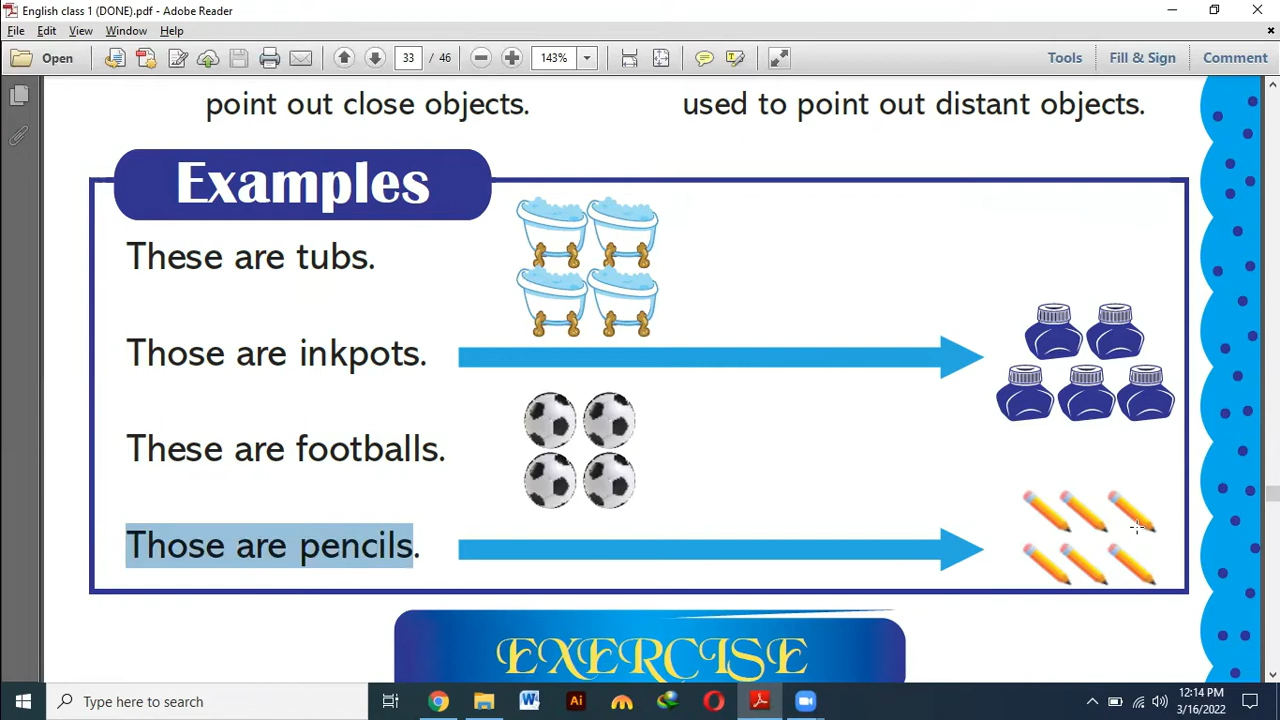 English class 1 (DONE).pdf - Adobe Reader
File Edit View Window Help
Open 33 / 46 143% Tools Fill & Sign Comment
point out close objects. used to point out distant objects.
Examples
These are tubs.
Those are inkpots.
These are footballs.
Those are pencils.
EXERCISE
Type here to search
W
Ai
12:14 PM
3/16/2022